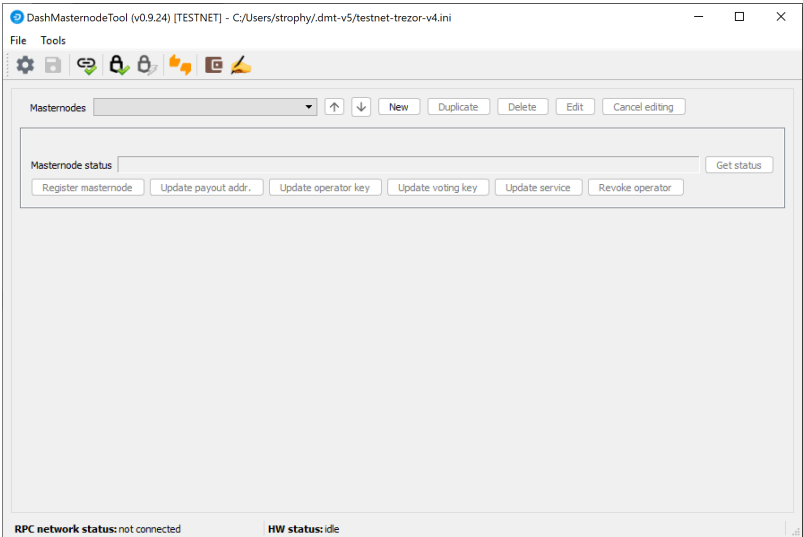 DashMasternodeTool (v0.9.24) [TESTNET] - C:/Users/strophy/.dmt-v5/testnet-trezor-v4.ini
File Tools
Masternodes New Duplicate Delete Edit Cancel editing
Masternode status Get status
Register masternode Update payout addr. Update operator key Update voting key Update service Revoke operator
RPC network status: not connected HW status: idle